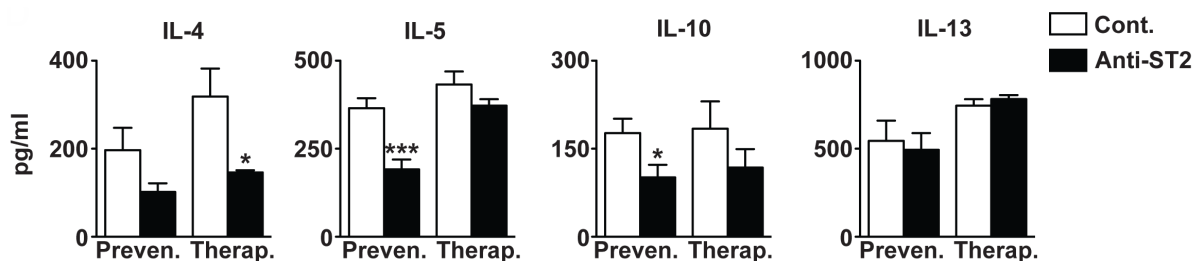 IL-4
IL-5
IL-10
IL-13
Cont.
Anti-ST2
pg/ml
400
200
0
*
Preven. Therap.
500
250
0
***
Preven. Therap.
300
150
0
*
Preven. Therap.
1000
500
0
Preven. Therap.